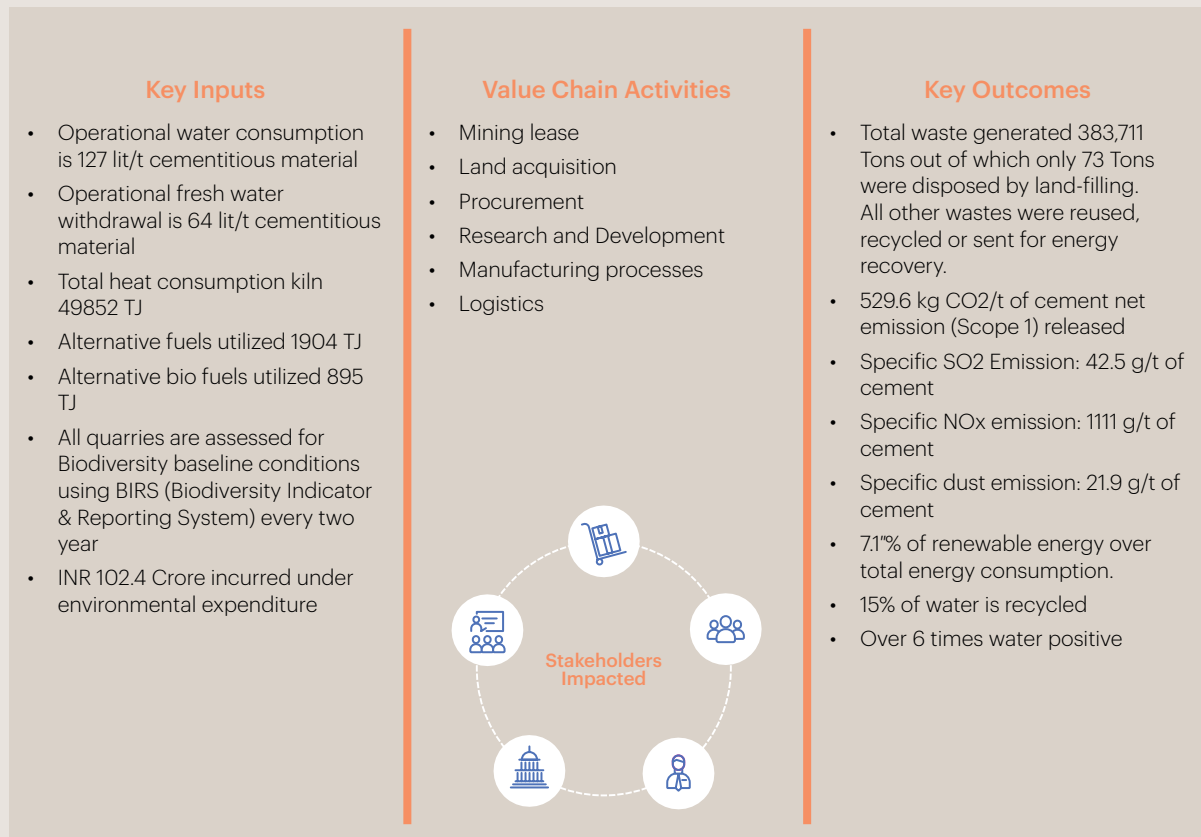 Key Inputs
• Operational water consumption
is 127 lit/t cementitious material
• Operational fresh water
withdrawal is 64 lit/t cementitious
material
• Total heat consumption kiln
49852 TJ
• Alternative fuels utilized 1904 TJ
• Alternative bio fuels utilized 895
TJ
• All quarries are assessed for
Biodiversity baseline conditions
using BIRS (Biodiversity Indicator
& Reporting System) every two
year
• INR 102.4 Crore incurred under
environmental expenditure
Value Chain Activities
• Mining lease
• Land acquisition
• Procurement
• Research and Development
• Manufacturing processes
• Logistics
Stakeholders
Impacted
Key Outcomes
• Total waste generated 383,711
Tons out of which only 73 Tons
were disposed by land-filling.
All other wastes were reused,
recycled or sent for energy
recovery.
• 529.6 kg CO2/t of cement net
emission (Scope 1) released
• Specific SO2 Emission: 42.5 g/t of
cement
• Specific NOx emission: 1111 g/t of
cement
• Specific dust emission: 21.9 g/t of
cement
• 7.1"% of renewable energy over
total energy consumption.
• 15% of water is recycled
• Over 6 times water positive